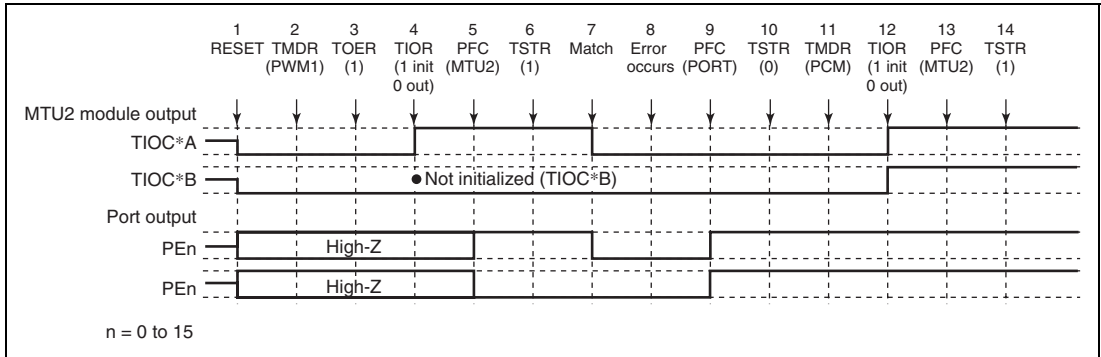 1 2 3 4 5 6 7 8 9 10 11 12 13 14
RESET TMDR TOER TIOR PFC TSTR Match Error PFC TSTR TMDR TIOR PFC TSTR
(PWM1) (1) (1 init (MTU2) (1) occurs (PORT) (0) (PCM) (1 init (MTU2) (1)
0 out) 0 out)
MTU2 module output
TIOC*A
TIOC*B
Not initialized (TIOC*B)
Port output
PEn
High-Z
PEn
High-Z
n = 0 to 15